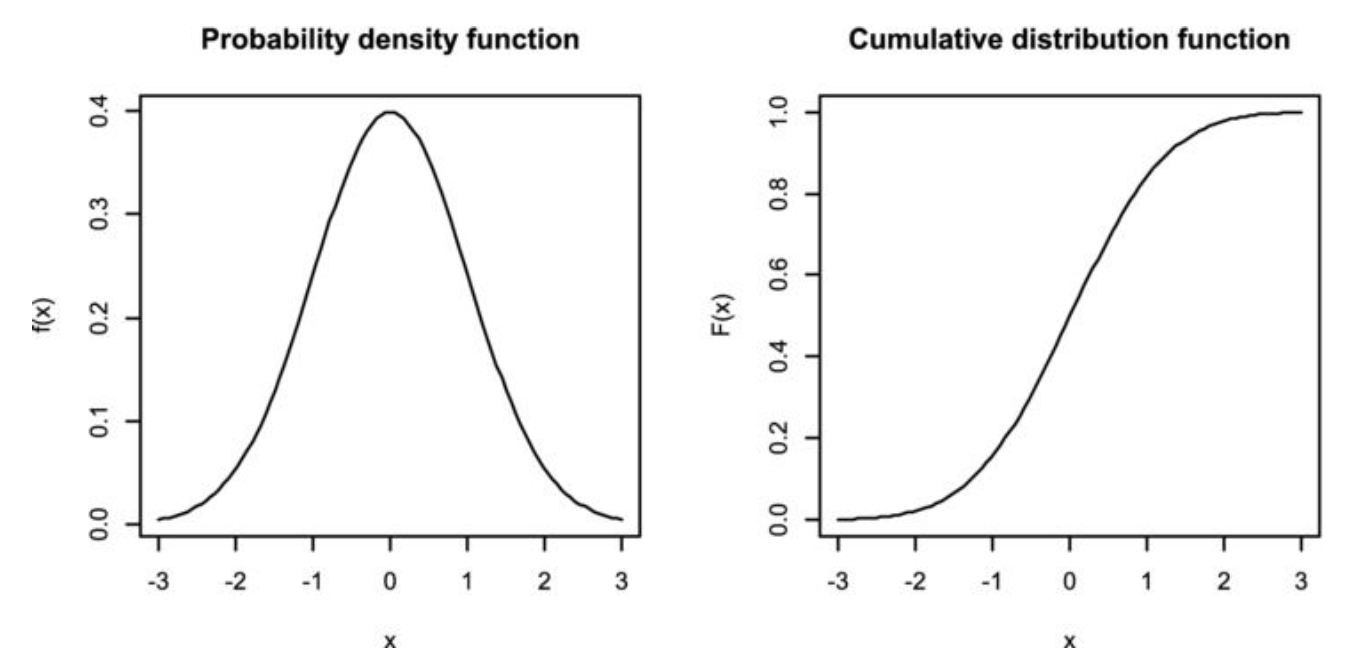 Probability density function
f(x)
0.4
0.3
0.2
0.1
0.0
-3 -2 -1 0 1 2 3
x
Cumulative distribution function
F(x)
1.0
0.8
0.6
0.4
0.2
0.0
-3 -2 -1 0 1 2 3
x